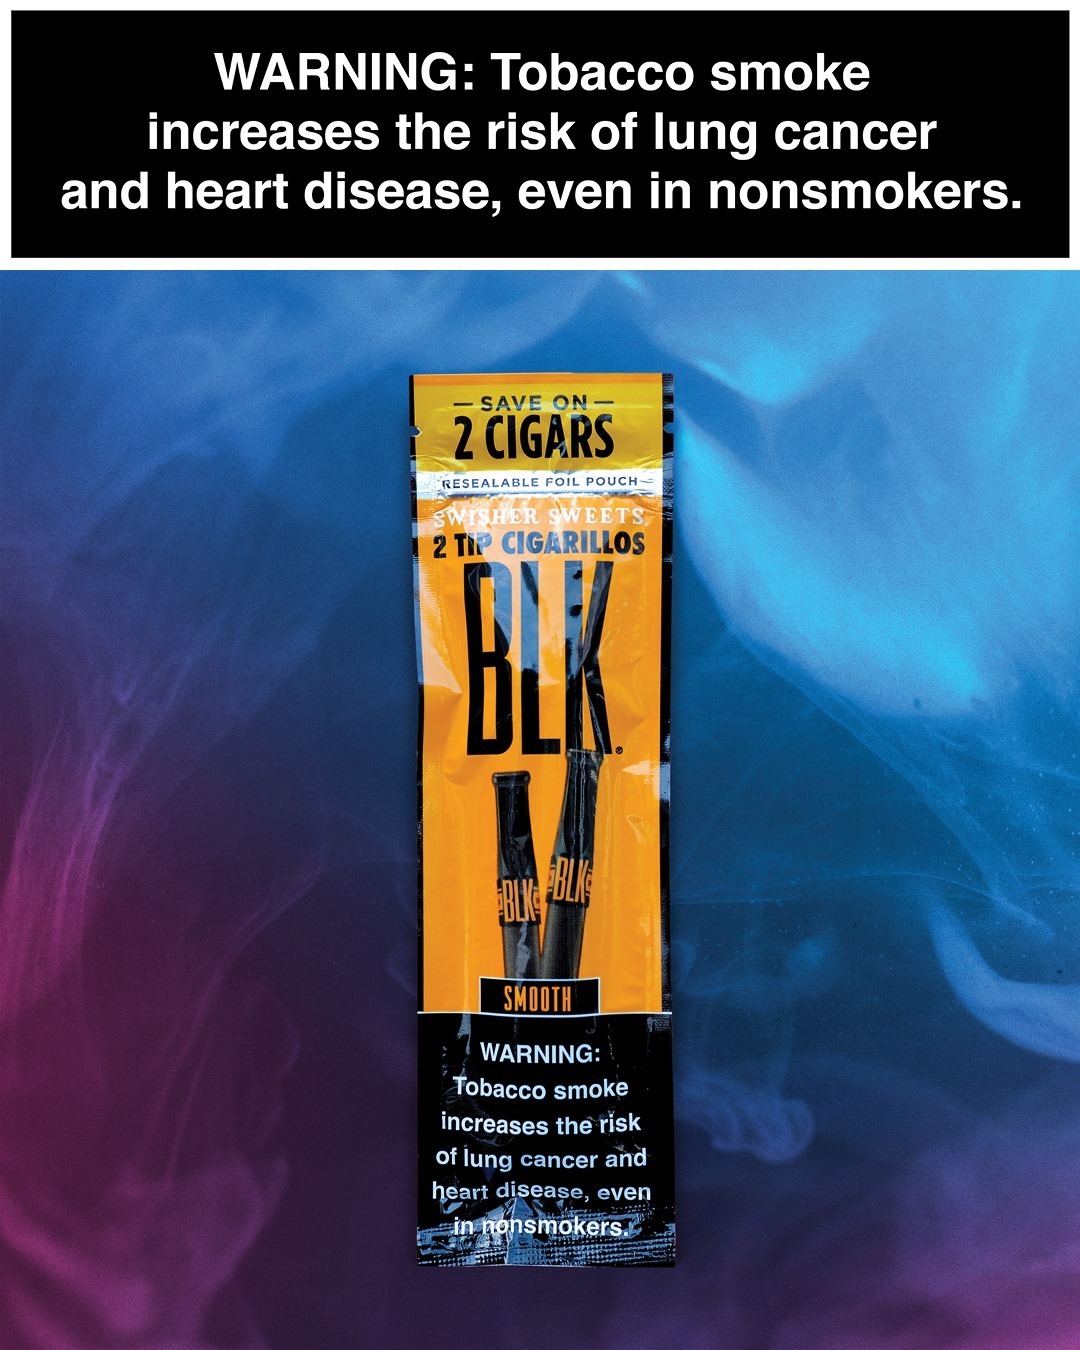 WARNING: Tobacco smoke
increases the risk of lung cancer
and heart disease, even in nonsmokers.
SAVE ON
2 CIGARS
RESEALABLE FOIL POUCH
SWISHER SWEETS®
2 TIP CIGARILLOS
BLK®
BLK
BLK
SMOOTH
WARNING:
Tobacco smoke
increases the risk
of lung cancer and
heart disease, even
in nonsmokers.